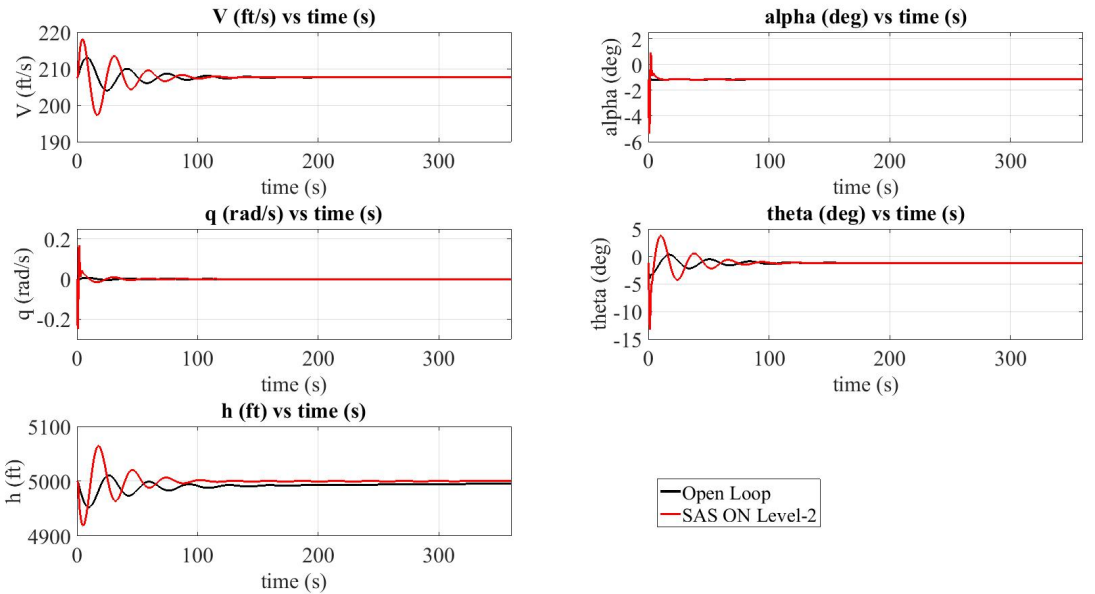 V (ft/s) vs time (s)
220
210
200
190
V (ft/s)
0 100 200 300
time (s)
alpha (deg) vs time (s)
2
0
-2
-4
-6
alpha (deg)
0 100 200 300
time (s)
q (rad/s) vs time (s)
0.2
0
-0.2
q (rad/s)
0 100 200 300
time (s)
theta (deg) vs time (s)
5
0
-5
-10
-15
theta (deg)
0 100 200 300
time (s)
h (ft) vs time (s)
5100
5000
4900
h (ft)
0 100 200 300
time (s)
Open Loop
SAS ON Level-2